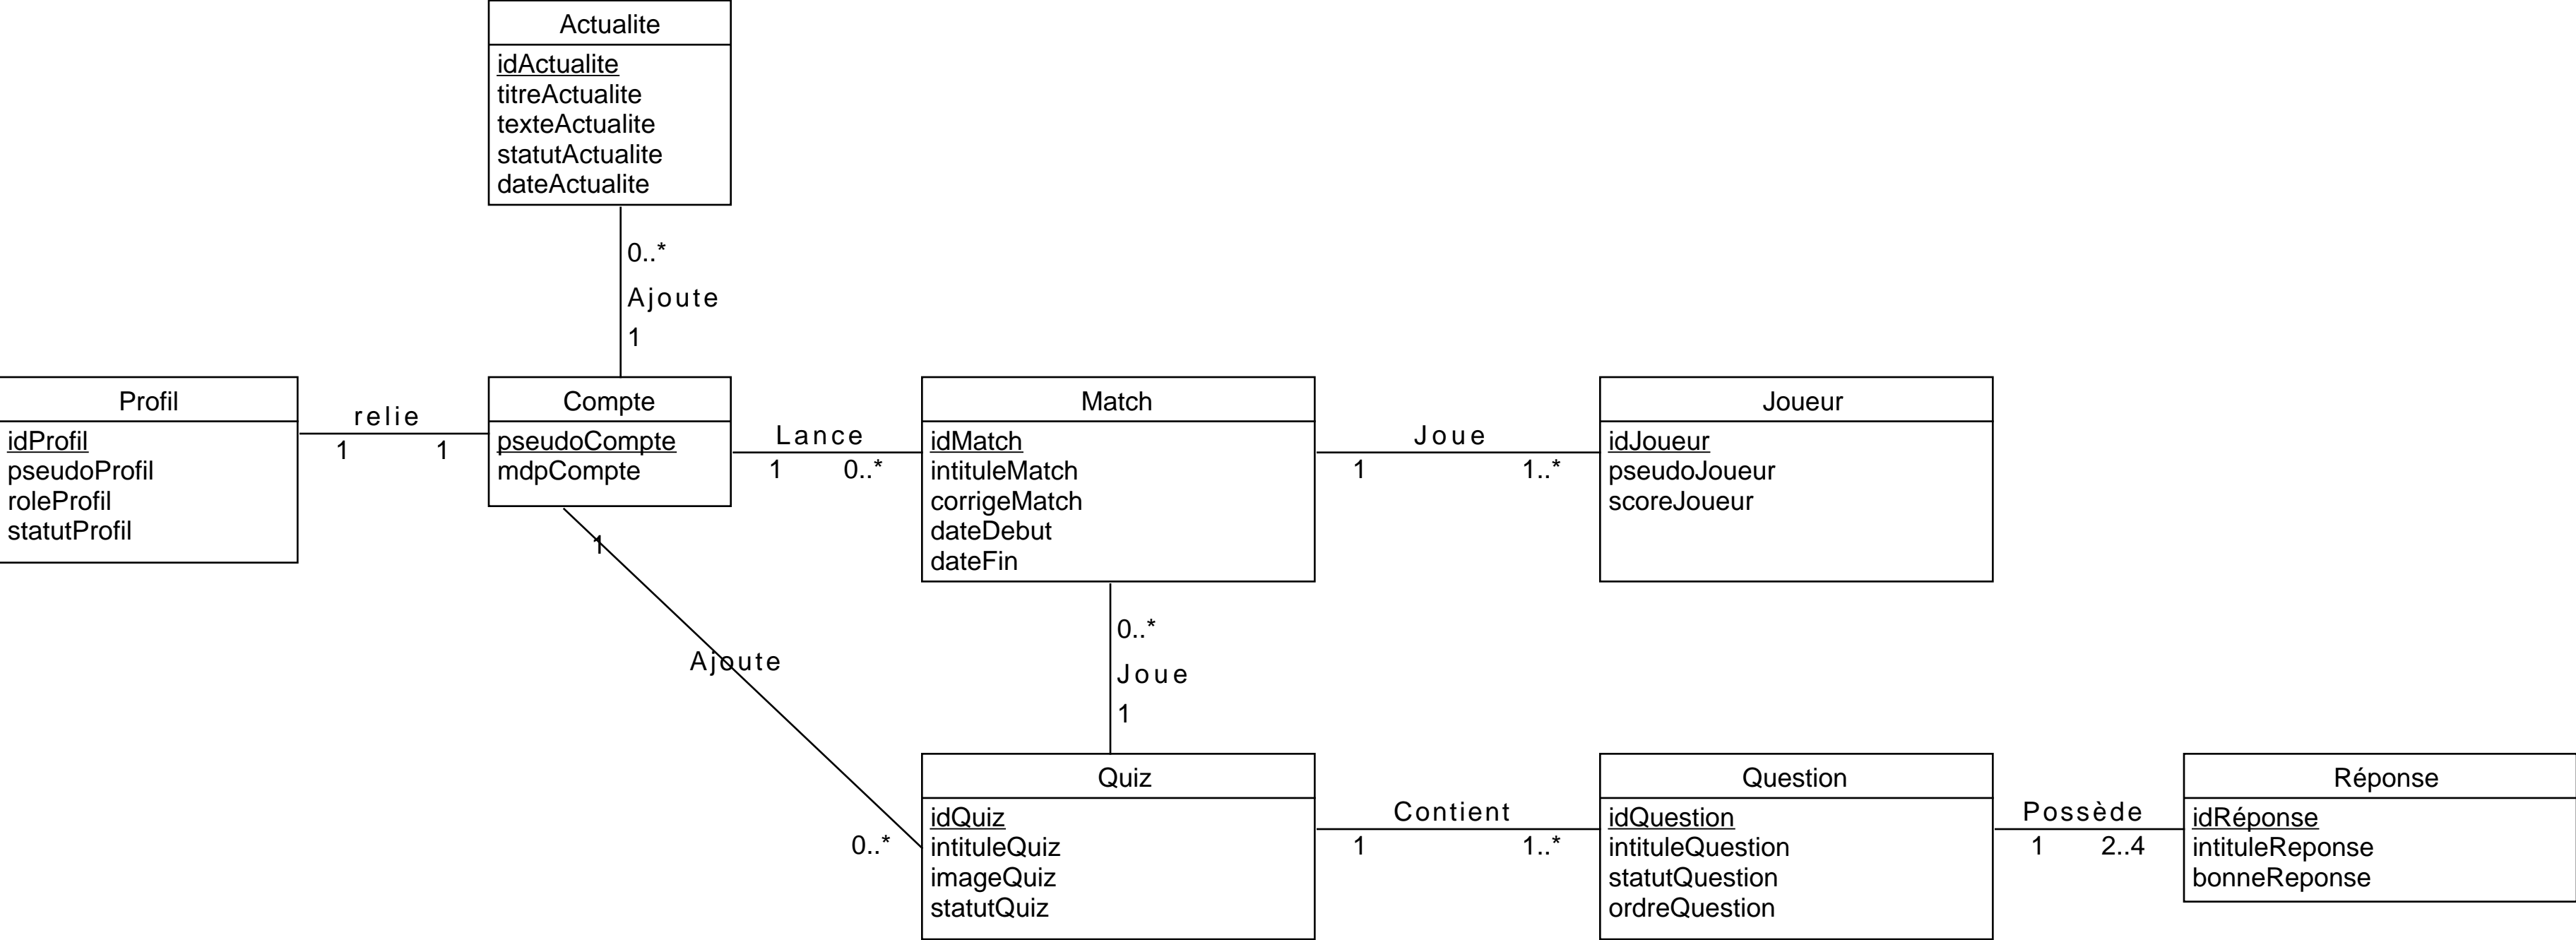 Actualite
idActualite
titreActualite
texteActualite
statutActualite
dateActualite
0..*
Ajoute
1
Profil
idProfil
pseudoProfil
roleProfil
statutProfil
relie
1 1
Compte
pseudoCompte
mdpCompte
Lance
1 0..*
Match
idMatch
intituleMatch
corrigeMatch
dateDebut
dateFin
Joue
1 1..*
Joueur
idJoueur
pseudoJoueur
scoreJoueur
1
Ajoute
0..*
0..*
Joue
1
Quiz
idQuiz
intituleQuiz
imageQuiz
statutQuiz
Contient
1 1..*
Question
idQuestion
intituleQuestion
statutQuestion
ordreQuestion
Possède
1 2..4
Réponse
idRéponse
intituleReponse
bonneReponse